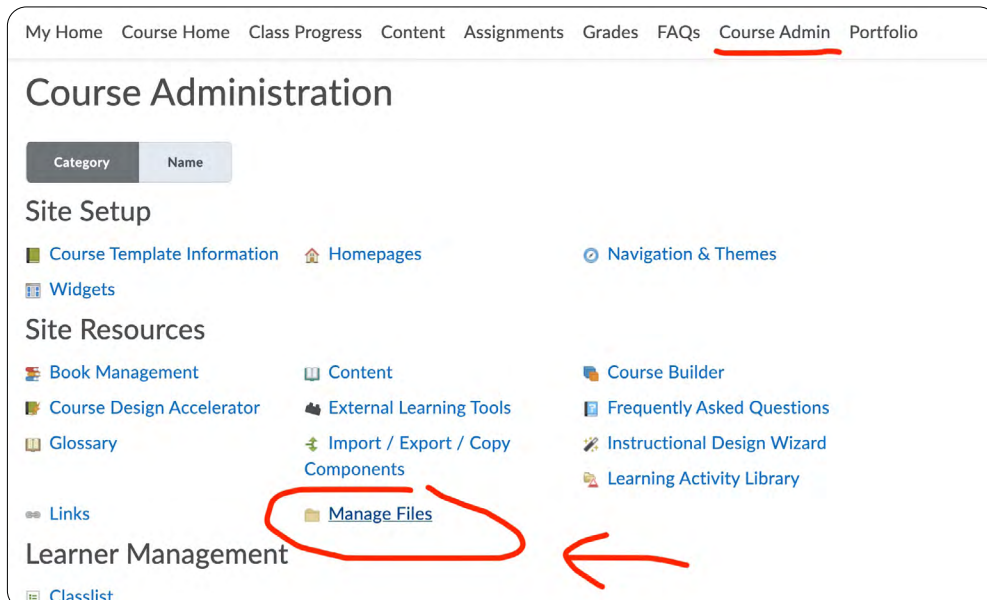 My Home Course Home Class Progress Content Assignments Grades FAQs Course Admin Portfolio
Course Administration
Category Name
Site Setup
Course Template Information Homepages Navigation & Themes
Widgets
Site Resources
Book Management Content Course Builder
Course Design Accelerator External Learning Tools Frequently Asked Questions
Glossary Import / Export / Copy Instructional Design Wizard
Components
Learning Activity Library
Links Manage Files
Learner Management
Classlist